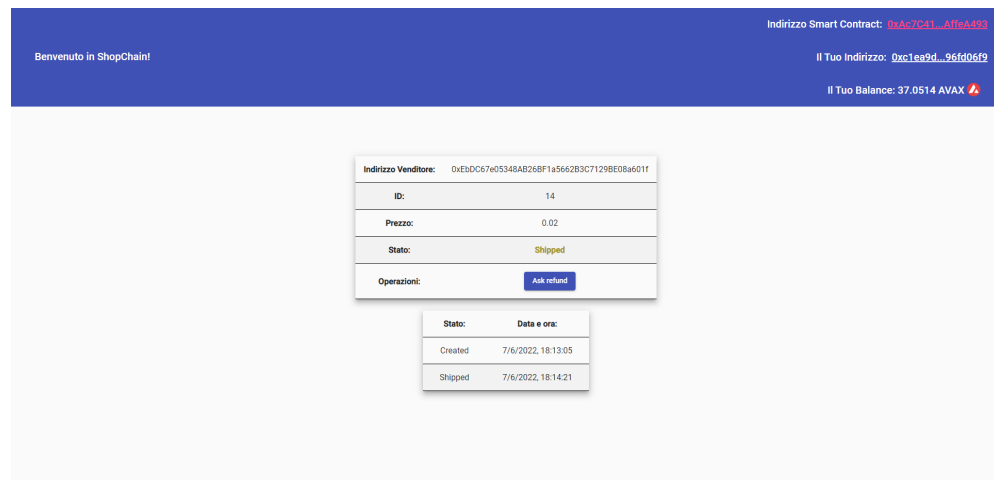 Indirizzo Smart Contract: 0xAc7C41...AffeA493
Benvenuto in ShopChain!
Il Tuo Indirizzo: 0xc1ea9d...96fd06f9
Il Tuo Balance: 37.0514 AVAX
Indirizzo Venditore: 0xEbDC67e05348AB26BF1a5662B3C7129BE08a601f
ID: 14
Prezzo: 0.02
Stato: Shipped
Operazioni: Ask refund
Stato: Data e ora:
Created 7/6/2022, 18:13:05
Shipped 7/6/2022, 18:14:21